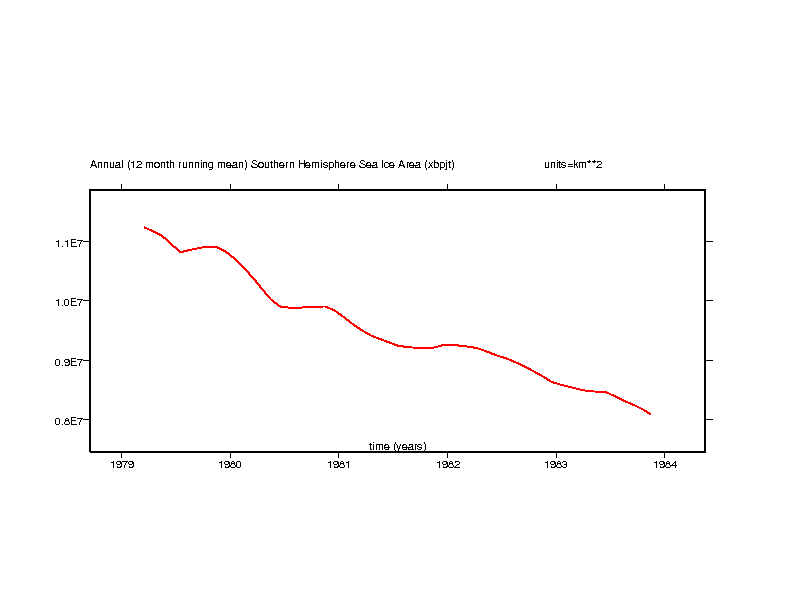 Annual (12 month running mean) Southern Hemisphere Sea Ice Area (xbpjt) units=km**2
1.1E7
1.0E7
0.9E7
0.8E7
time (years)
1979 1980 1981 1982 1983 1984